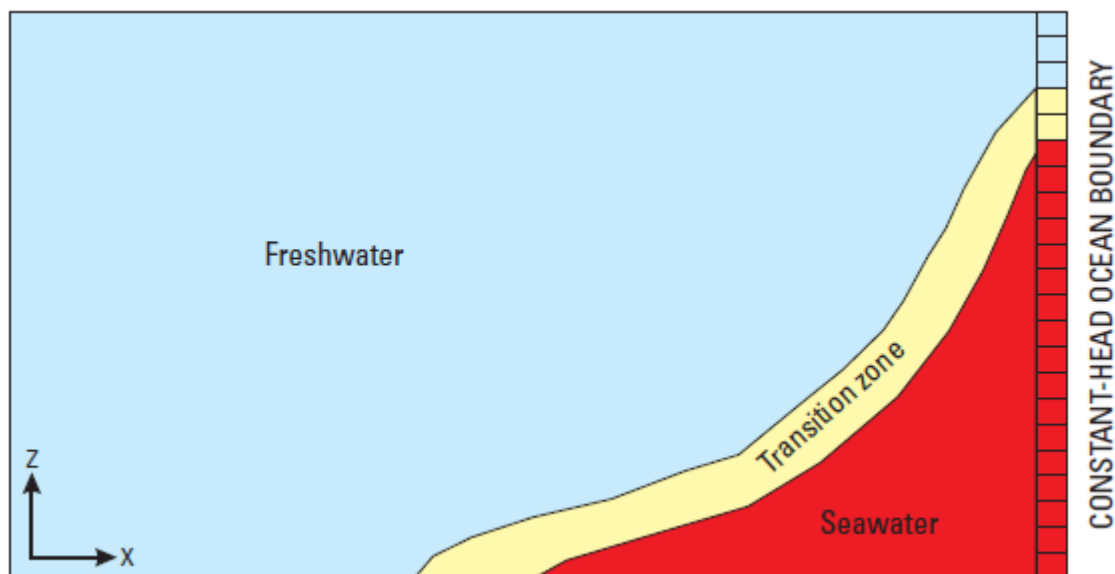 Freshwater
Transition zone
Seawater
Z
X
CONSTANT-HEAD OCEAN BOUNDARY